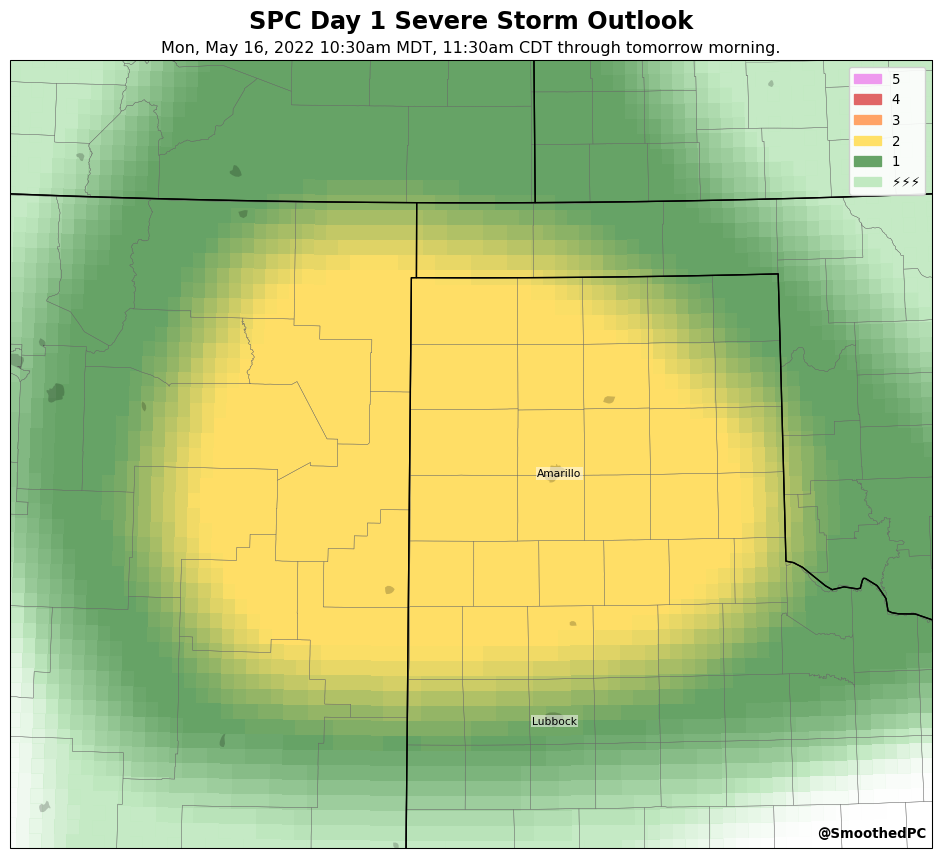 SPC Day 1 Severe Storm Outlook
Mon, May 16, 2022 10:30am MDT, 11:30am CDT through tomorrow morning.
5
4
3
2
1
⚡⚡⚡
Amarillo
Lubbock
@SmoothedPC